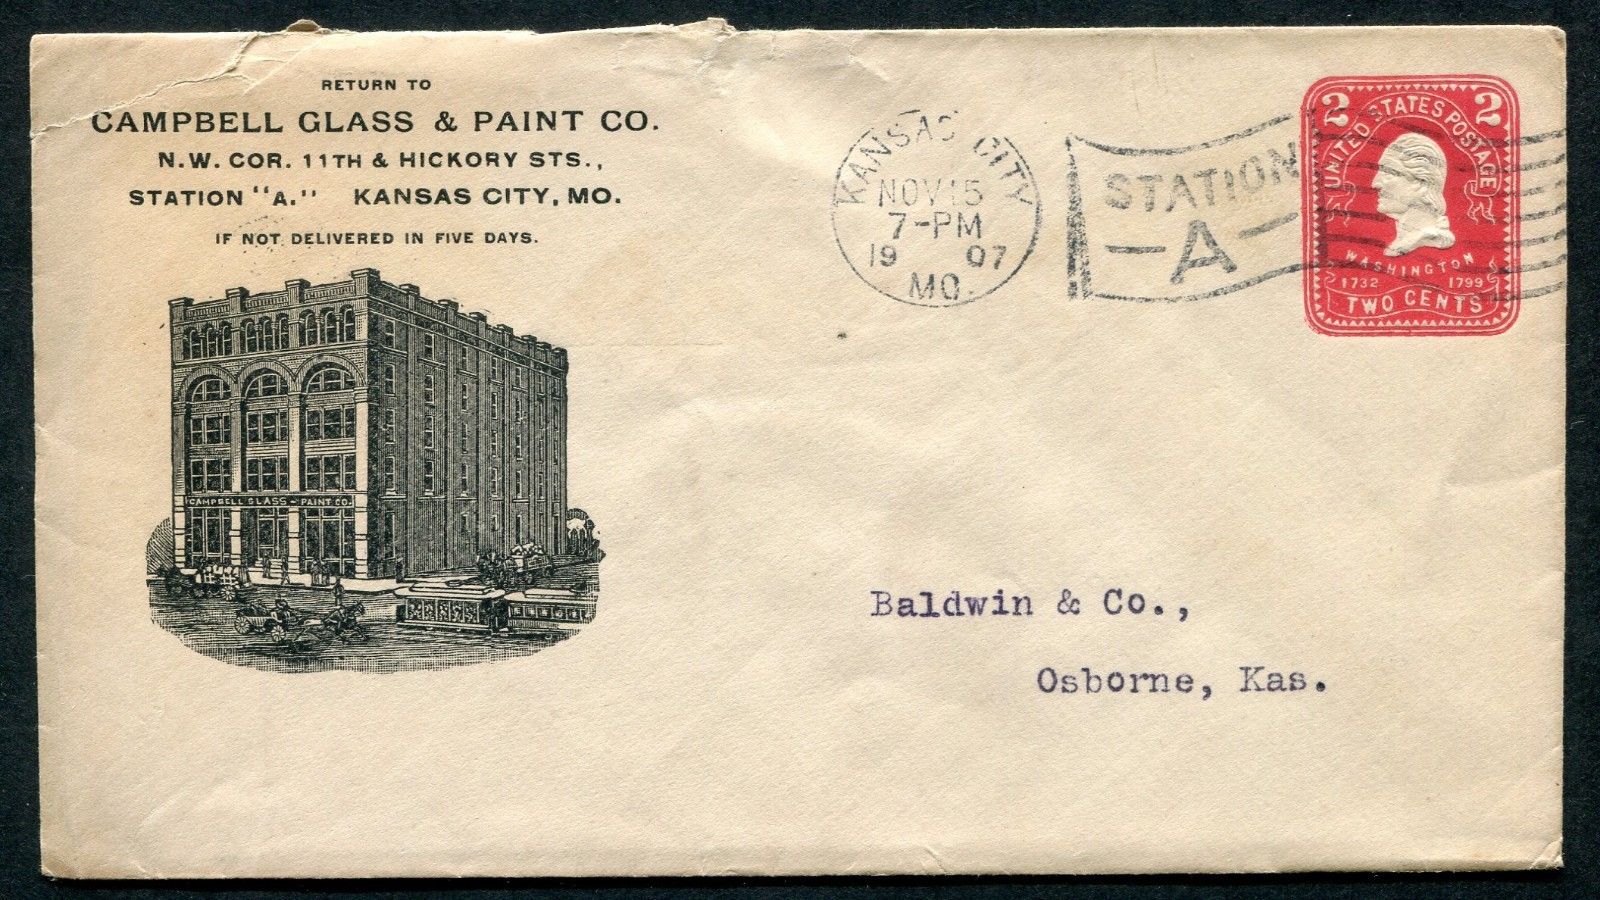 RETURN TO
CAMPBELL GLASS & PAINT CO.
N.W. COR. 11TH & HICKORY STS.,
STATION "A." KANSAS CITY, MO.
IF NOT DELIVERED IN FIVE DAYS.
CAMPBELL GLASS - PAINT CO.
KANSAS CITY
NOV 15
7-PM
19 07
MO.
STATION
-A-
2 2
UNITED STATES POSTAGE
WASHINGTON
1732 1799
TWO CENTS
Baldwin & Co.,
Osborne, Kas.